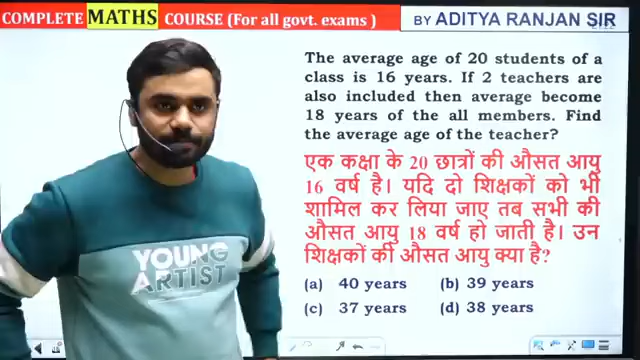 COMPLETE MATHS COURSE (For all govt. exams )
BY ADITYA RANJAN SIR
The average age of 20 students of a
class is 16 years. If 2 teachers are
also included then average become
18 years of the all members. Find
the average age of the teacher?
एक कक्षा के 20 छात्रों की औसत आयु
16 वर्ष है। यदि दो शिक्षकों को भी
शामिल कर लिया जाए तब सभी की
औसत आयु 18 वर्ष हो जाती है। उन
शिक्षकों की औसत आयु क्या है?
(a) 40 years (b) 39 years
(c) 37 years (d) 38 years
YOUNG
ARTIST